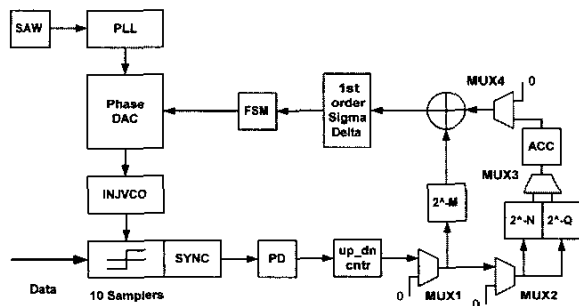 SAW
PLL
Phase
DAC
INJVCO
SYNC
Data
10 Samplers
PD
up_dn
cntr
0
MUX1
2^-M
FSM
1st
order
Sigma
Delta
MUX4
0
ACC
MUX3
2^-N
2^-Q
0
MUX2